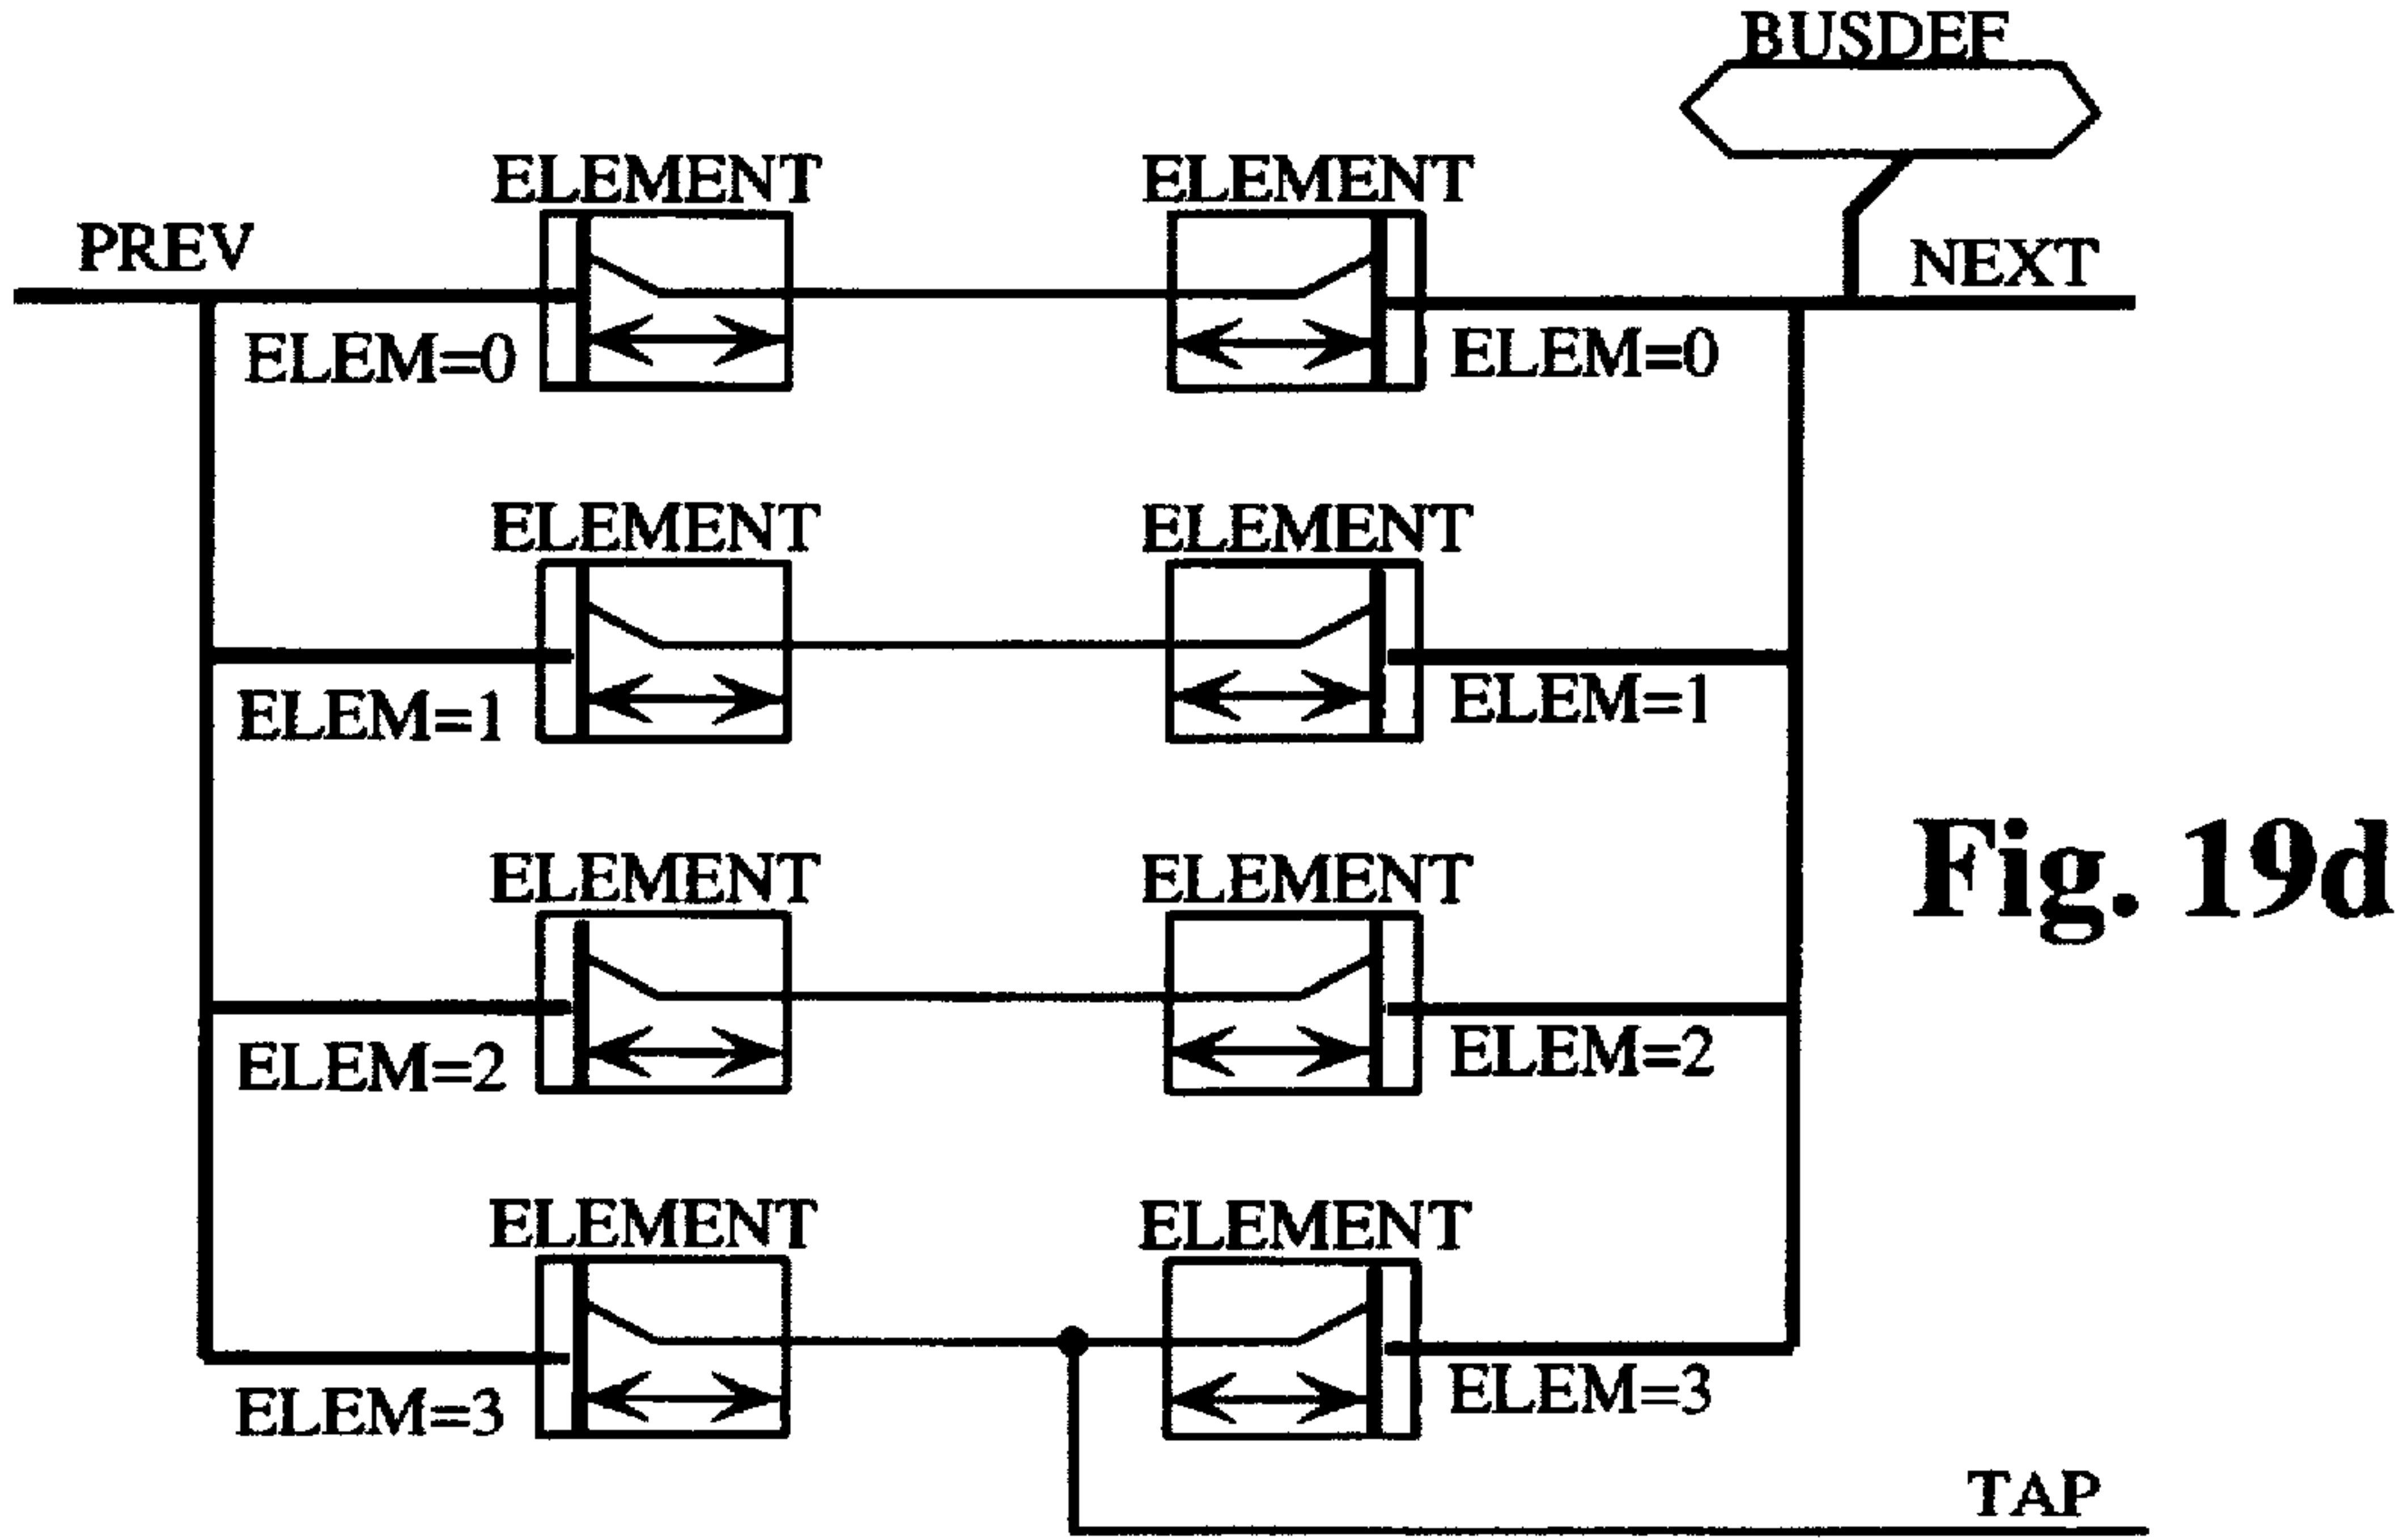 BUSDEF
ELEMENT ELEMENT
PREV NEXT
ELEM=0 ELEM=0
ELEMENT ELEMENT
ELEM=1 ELEM=1
Fig. 19d
ELEMENT ELEMENT
ELEM=2 ELEM=2
ELEMENT ELEMENT
ELEM=3 ELEM=3
TAP